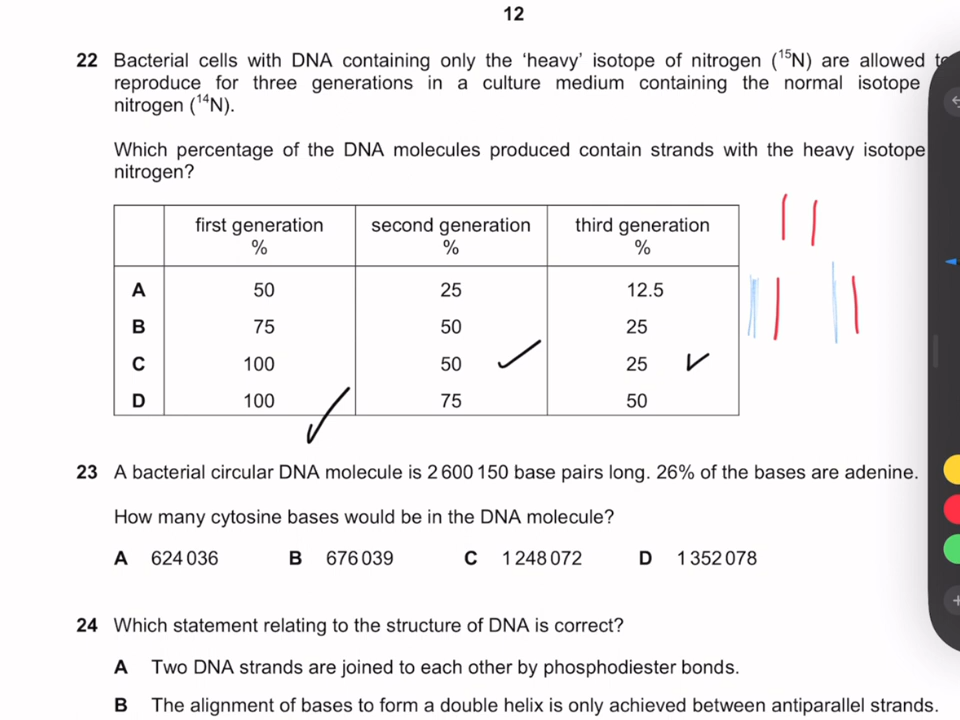 12
22 Bacterial cells with DNA containing only the ‘heavy’ isotope of nitrogen (¹⁵N) are allowed
reproduce for three generations in a culture medium containing the normal isotope
nitrogen (¹⁴N).
Which percentage of the DNA molecules produced contain strands with the heavy isotope
nitrogen?
first generation % second generation % third generation %
A 50 25 12.5
B 75 50 25
C 100 50 25
D 100 75 50
23 A bacterial circular DNA molecule is 2 600 150 base pairs long. 26% of the bases are adenine.
How many cytosine bases would be in the DNA molecule?
A 624 036 B 676 039 C 1 248 072 D 1 352 078
24 Which statement relating to the structure of DNA is correct?
A Two DNA strands are joined to each other by phosphodiester bonds.
B The alignment of bases to form a double helix is only achieved between antiparallel strands.